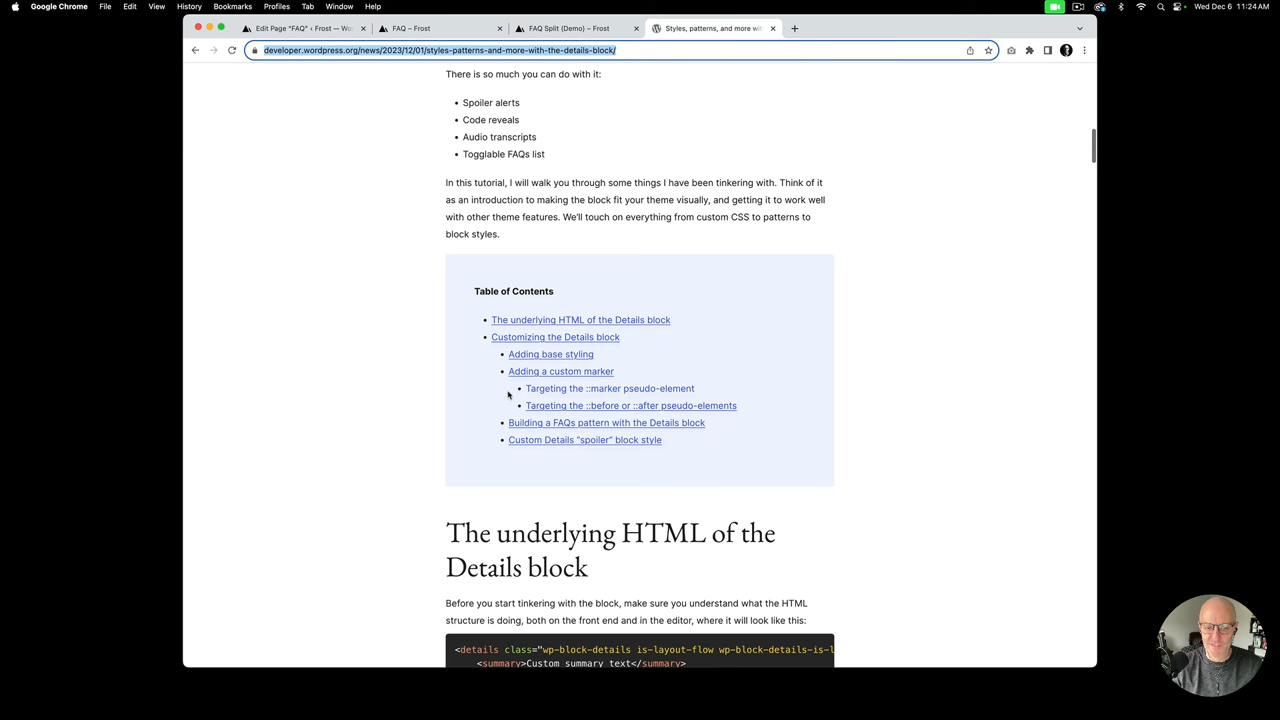 Google Chrome File Edit View History Bookmarks Profiles Tab Window Help Wed Dec 6 11:24 AM
Edit Page “FAQ” ‹ Frost — Wo
FAQ – Frost
FAQ Split (Demo) – Frost
Styles, patterns, and more wit
developer.wordpress.org/news/2023/12/01/styles-patterns-and-more-with-the-details-block/
There is so much you can do with it:
• Spoiler alerts
• Code reveals
• Audio transcripts
• Togglable FAQs list
In this tutorial, I will walk you through some things I have been tinkering with. Think of it
as an introduction to making the block fit your theme visually, and getting it to work well
with other theme features. We’ll touch on everything from custom CSS to patterns to
block styles.
Table of Contents
• The underlying HTML of the Details block
• Customizing the Details block
• Adding base styling
• Adding a custom marker
• Targeting the ::marker pseudo-element
• Targeting the ::before or ::after pseudo-elements
• Building a FAQs pattern with the Details block
• Custom Details “spoiler” block style
The underlying HTML of the
Details block
Before you start tinkering with the block, make sure you understand what the HTML
structure is doing, both on the front end and in the editor, where it will look like this:
<details class="wp-block-details is-layout-flow wp-block-details-is-l
<summary>Custom summary text</summary>